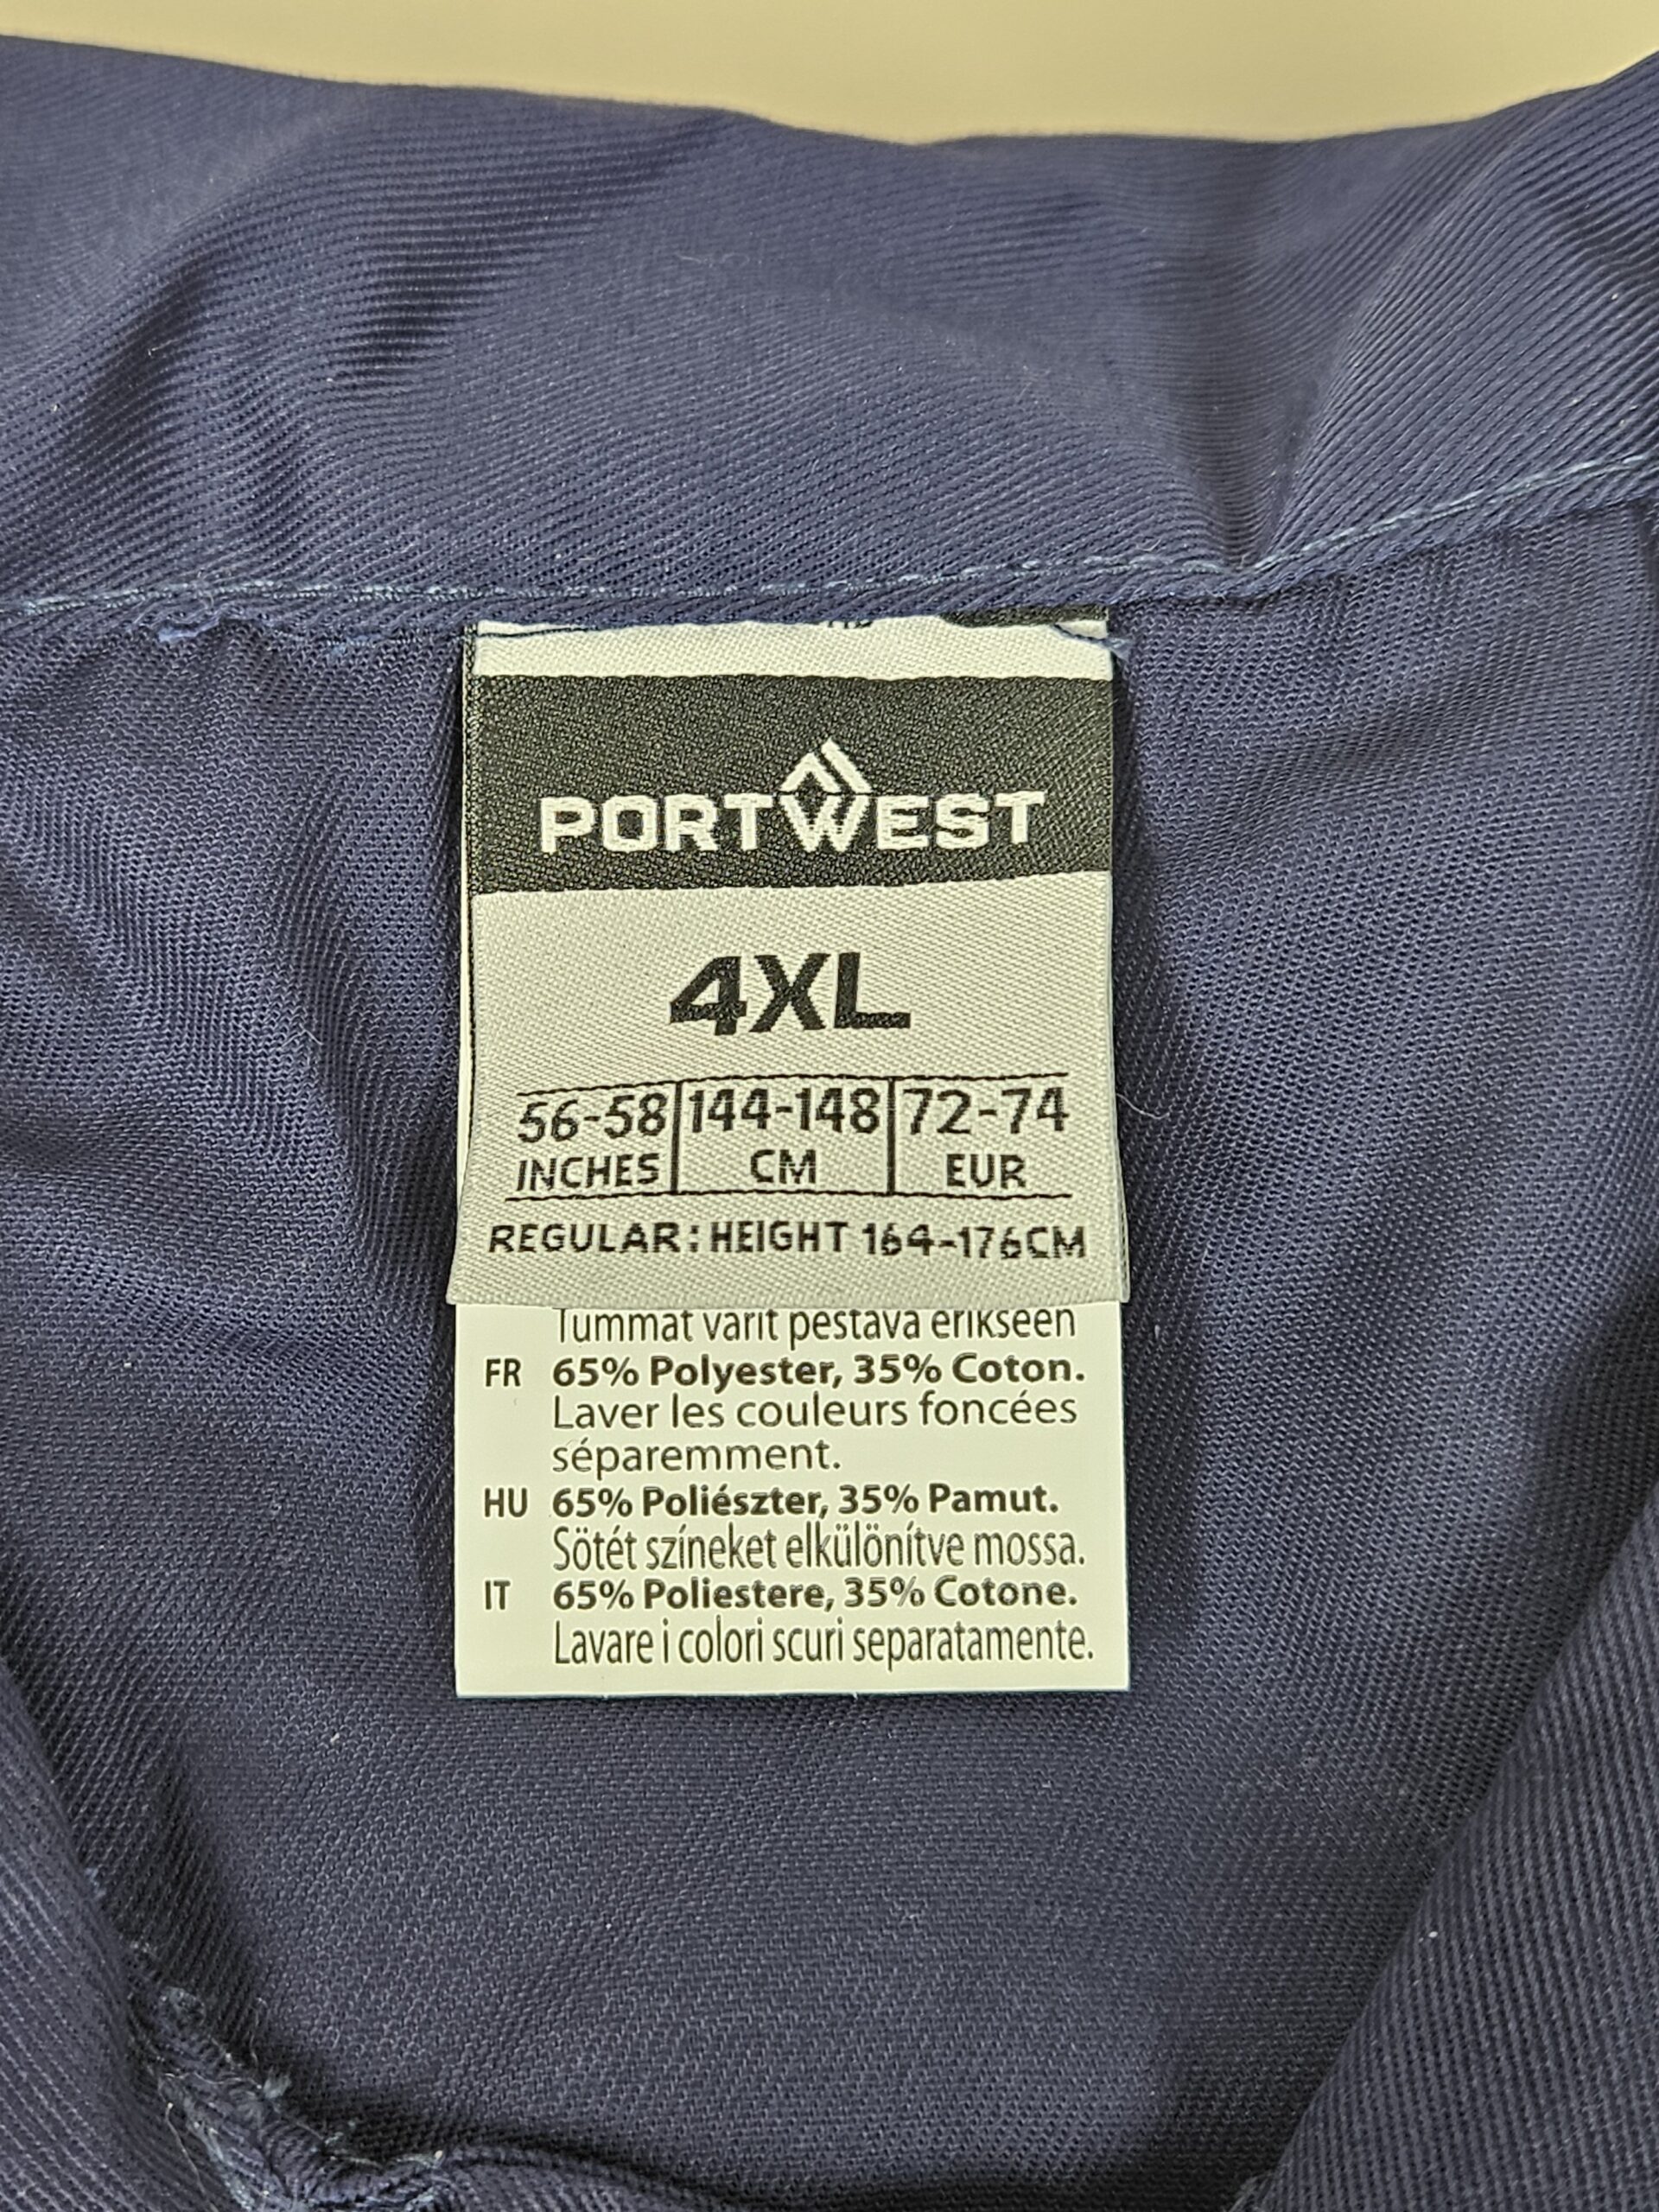 PORTWEST
4XL
56-58 144-148 72-74
INCHES CM EUR
REGULAR: HEIGHT 164-176CM
Tummat värit pestävä erikseen
FR 65% Polyester, 35% Coton.
Laver les couleurs foncées
séparemment.
HU 65% Poliészter, 35% Pamut.
Sötét színeket elkülönítve mossa.
IT 65% Poliestere, 35% Cotone.
Lavare i colori scuri separatamente.